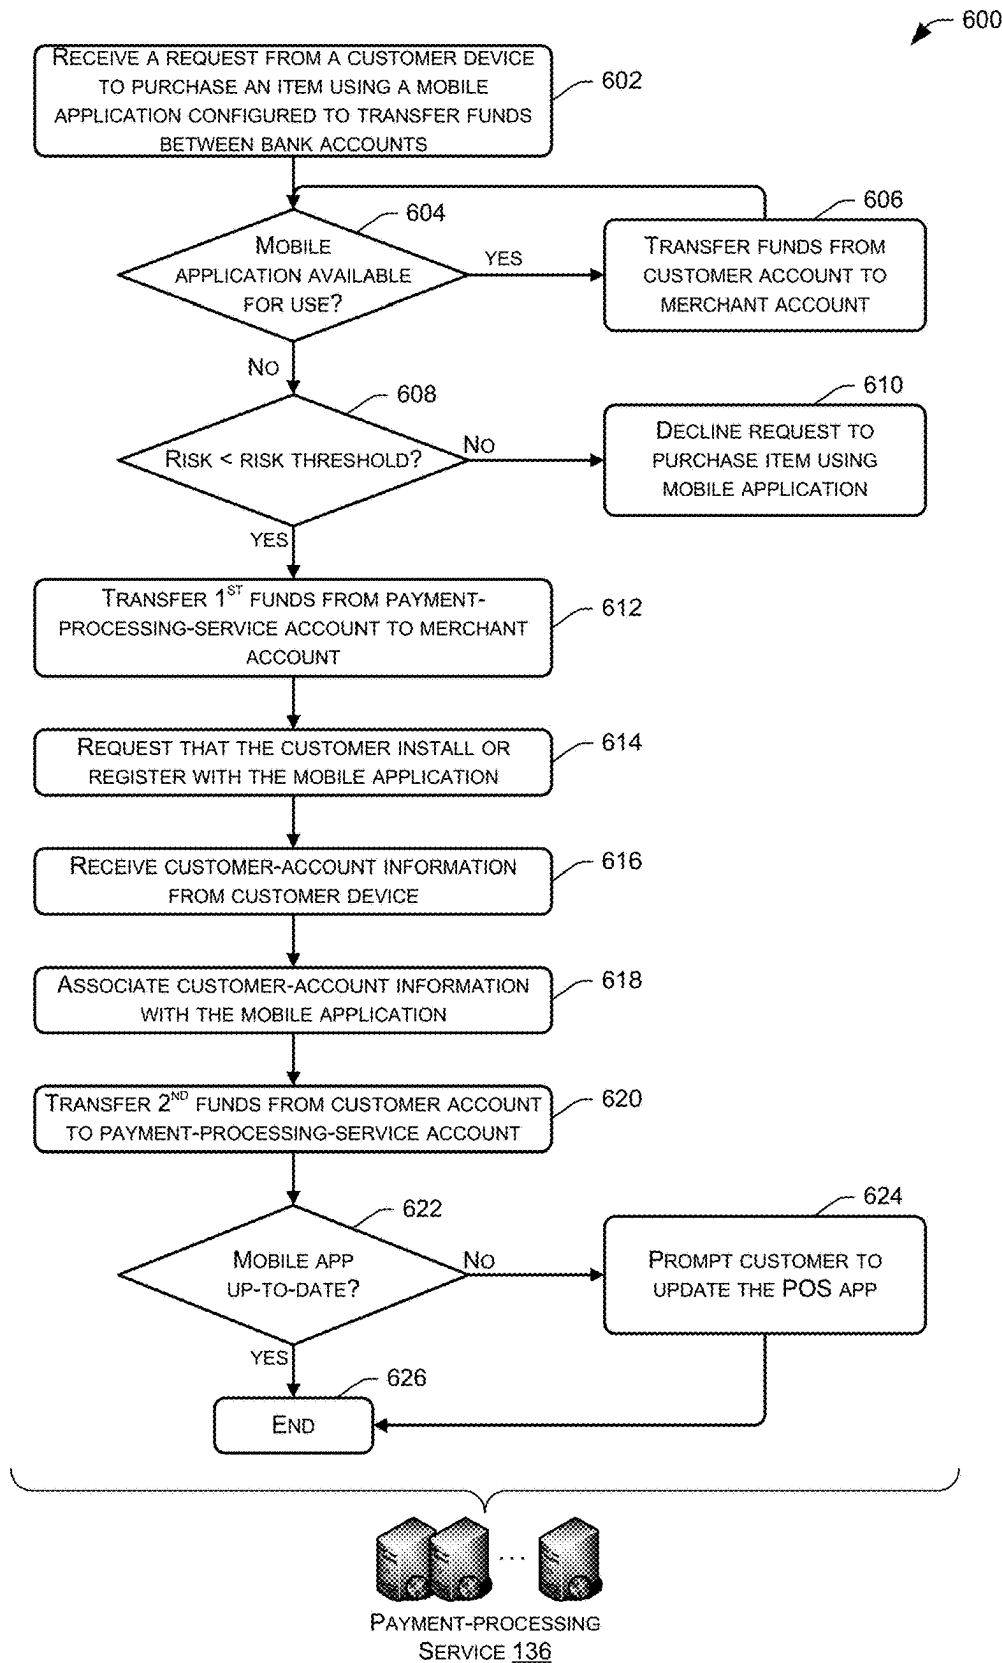 600
RECEIVE A REQUEST FROM A CUSTOMER DEVICE
TO PURCHASE AN ITEM USING A MOBILE
APPLICATION CONFIGURED TO TRANSFER FUNDS
BETWEEN BANK ACCOUNTS
602
604
MOBILE
APPLICATION AVAILABLE
FOR USE?
YES
606
TRANSFER FUNDS FROM
CUSTOMER ACCOUNT TO
MERCHANT ACCOUNT
NO
608
RISK < RISK THRESHOLD?
NO
610
DECLINE REQUEST TO
PURCHASE ITEM USING
MOBILE APPLICATION
YES
TRANSFER 1ST FUNDS FROM PAYMENT-
PROCESSING-SERVICE ACCOUNT TO MERCHANT
ACCOUNT
612
REQUEST THAT THE CUSTOMER INSTALL OR
REGISTER WITH THE MOBILE APPLICATION
614
RECEIVE CUSTOMER-ACCOUNT INFORMATION
FROM CUSTOMER DEVICE
616
ASSOCIATE CUSTOMER-ACCOUNT INFORMATION
WITH THE MOBILE APPLICATION
618
TRANSFER 2ND FUNDS FROM CUSTOMER ACCOUNT
TO PAYMENT-PROCESSING-SERVICE ACCOUNT
620
622
MOBILE APP
UP-TO-DATE?
NO
624
PROMPT CUSTOMER TO
UPDATE THE POS APP
YES
626
END
...
PAYMENT-PROCESSING
SERVICE 136